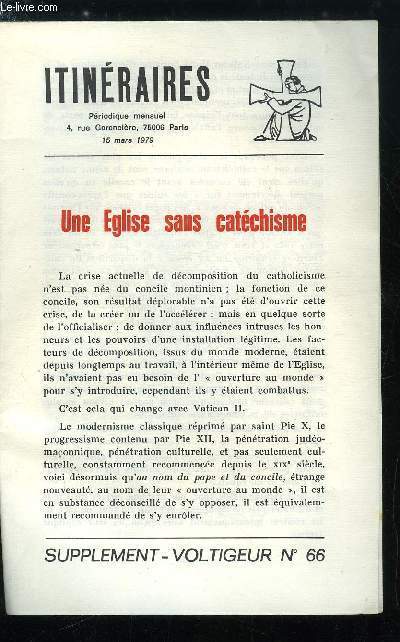 ITINÉRAIRES
Périodique mensuel
4, rue Garancière, 75006 Paris
15 mars 1979
Une Eglise sans catéchisme
La crise actuelle de décomposition du catholicisme
n'est pas née du concile montinien ; la fonction de ce
concile, son résultat déplorable n'a pas été d'ouvrir cette
crise, de la créer ou de l'accélérer : mais en quelque sorte
de l'officialiser ; de donner aux influences intruses les hon-
neurs et les pouvoirs d'une installation légitime. Les fac-
teurs de décomposition, issus du monde moderne, étaient
depuis longtemps au travail, à l'intérieur même de l'Eglise,
ils n'avaient pas eu besoin de l' « ouverture au monde »
pour s'y introduire, cependant ils y étaient combattus.
C'est cela qui change avec Vatican II.
Le modernisme classique réprimé par saint Pie X, le
progressisme contenu par Pie XII, la pénétration judéo-
maçonnique, pénétration culturelle, et pas seulement cul-
turelle, constamment recommencée depuis le XIXe siècle,
voici désormais qu'au nom du pape et du concile, étrange
nouveauté, au nom de leur « ouverture au monde », il est
en substance déconseillé de s'y opposer, il est équivalem-
ment recommandé de s'y enrôler.
SUPPLEMENT - VOLTIGEUR N° 66